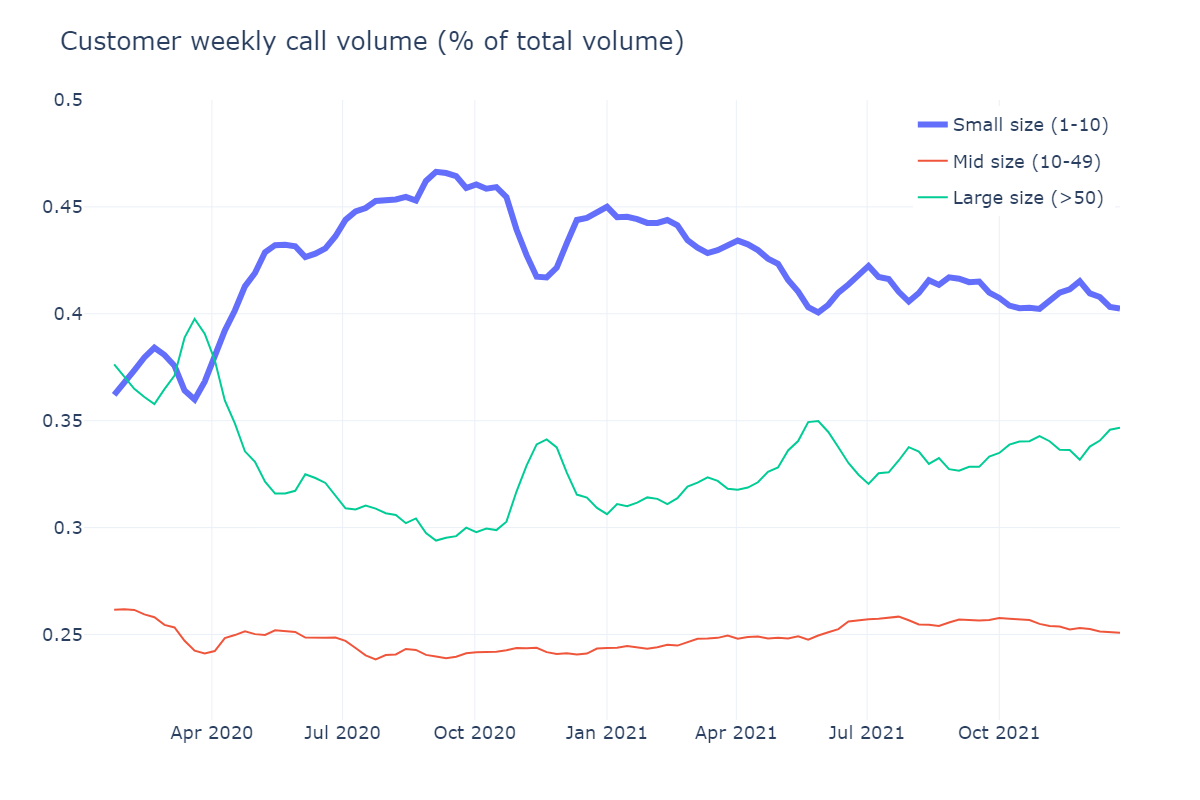 Customer weekly call volume (% of total volume)
0.5
0.45
0.4
0.35
0.3
0.25
Small size (1-10)
Mid size (10-49)
Large size (>50)
Apr 2020
Jul 2020
Oct 2020
Jan 2021
Apr 2021
Jul 2021
Oct 2021